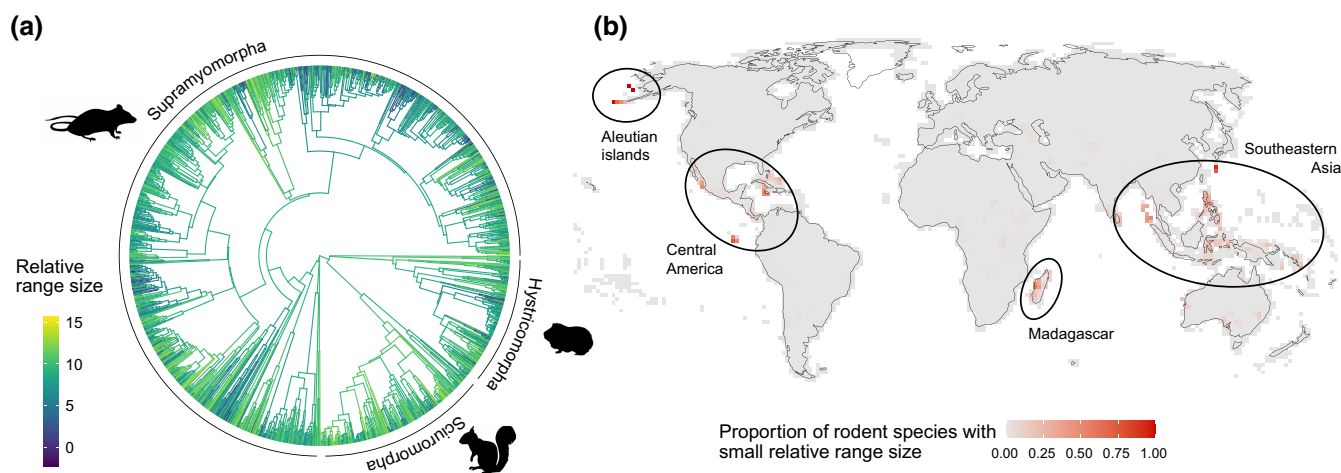 (a)
Supramyomorpha
Hystricomorpha
Sciuromorpha
Relative
range size
15
10
5
0
(b)
Aleutian
islands
Central
America
Madagascar
Southeastern
Asia
Proportion of rodent species with
small relative range size
0.00 0.25 0.50 0.75 1.00